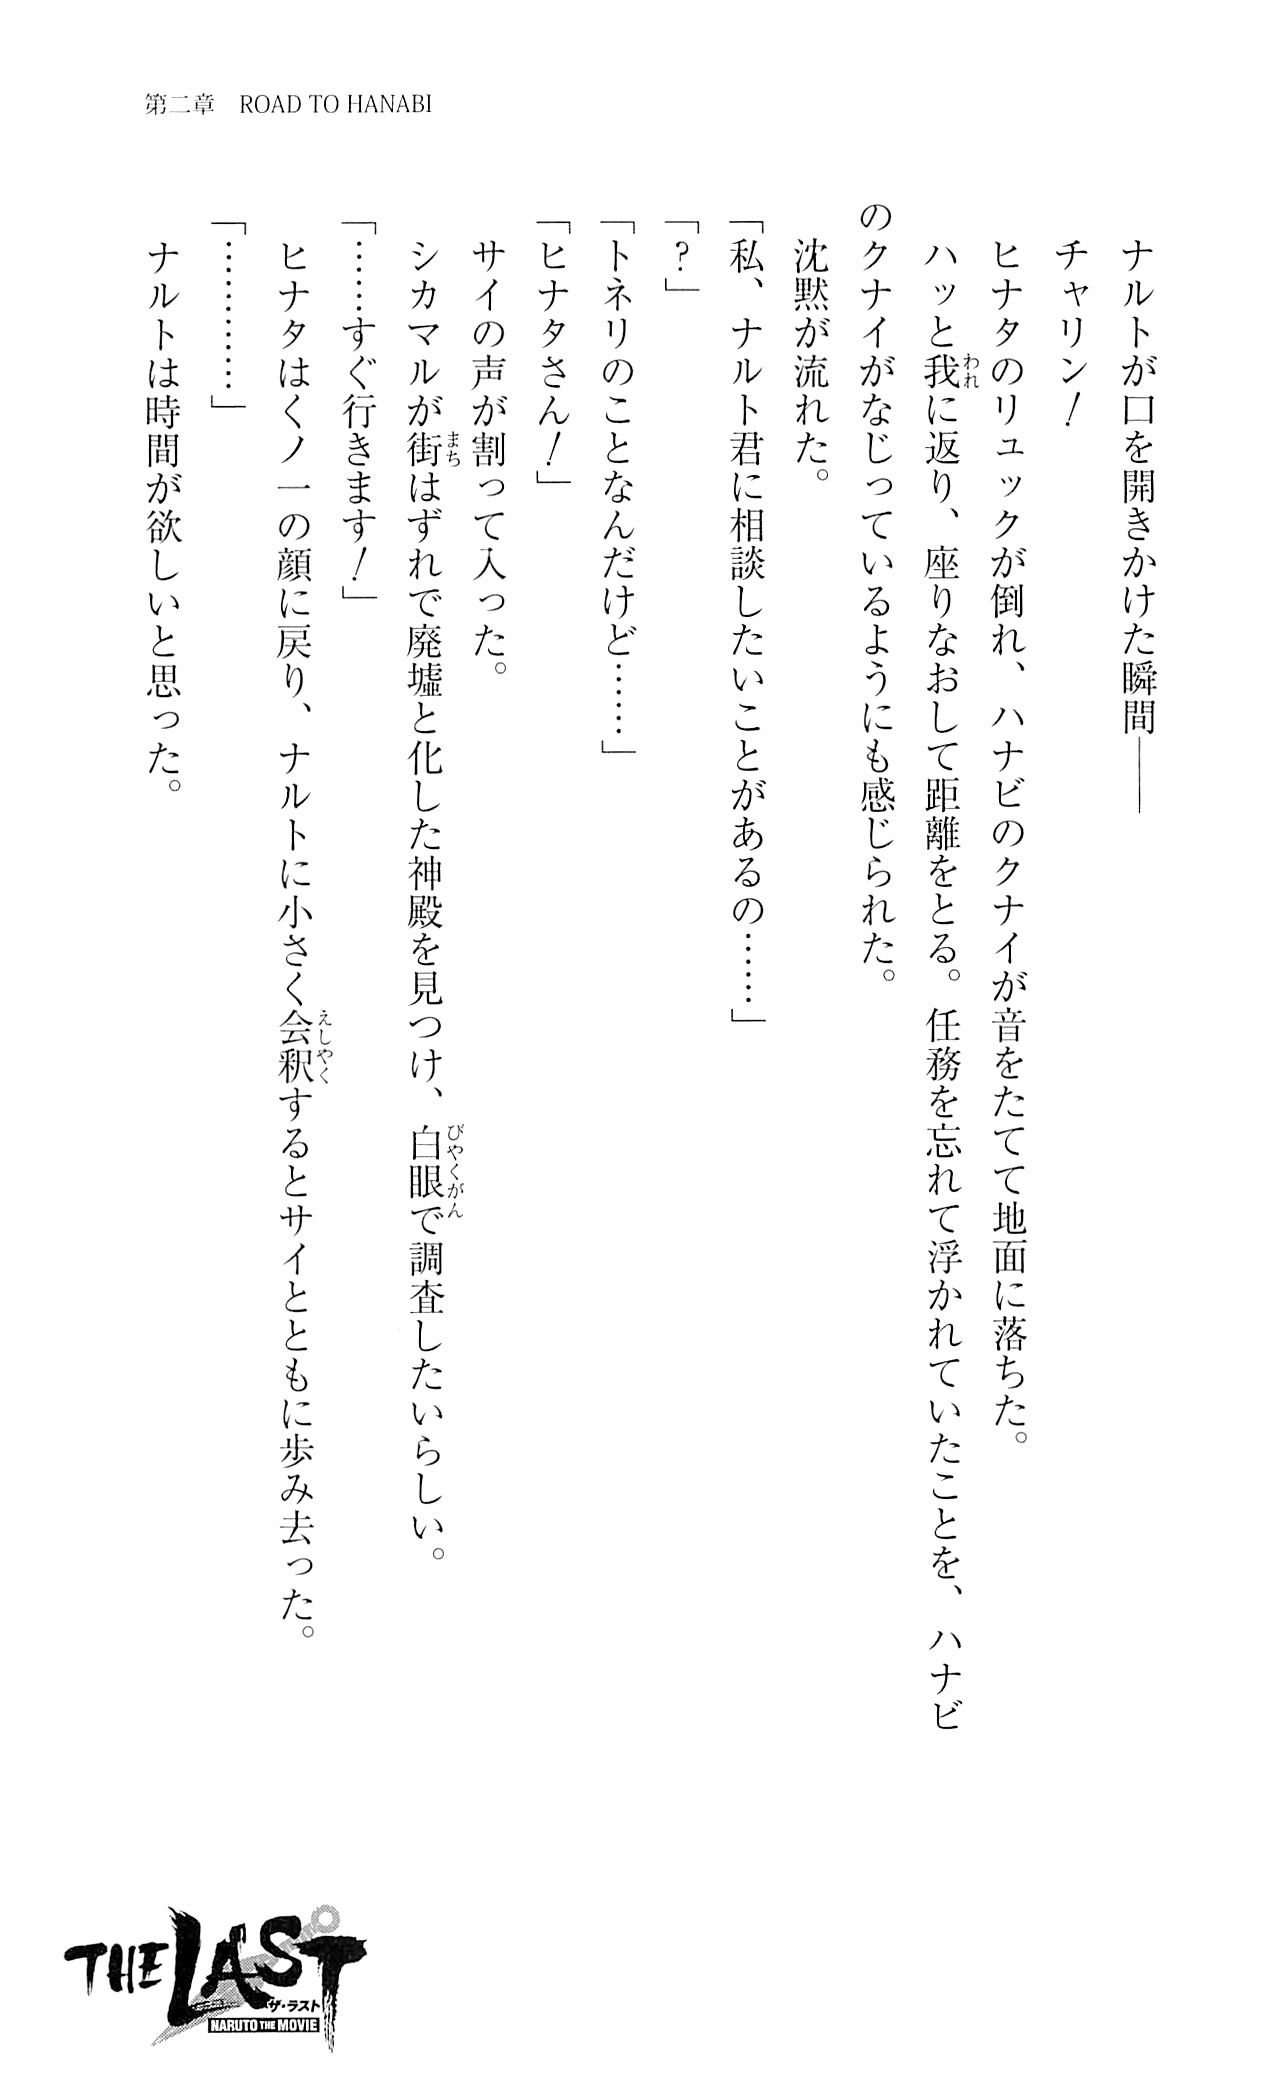 第二章　ROAD TO HANABI
ナルトが口を開きかけた瞬間――
チャリン！
ヒナタのリュックが倒れ、ハナビのクナイが音をたてて地面に落ちた。
ハッと我に返り、座りなおして距離をとる。任務を忘れて浮かれていたことを、ハナビ
のクナイがなじっているようにも感じられた。
沈黙が流れた。
「私、ナルト君に相談したいことがあるの……」
「？」
「トネリのことなんだけど……」
「ヒナタさん！」
サイの声が割って入った。
シカマルが街はずれで廃墟と化した神殿を見つけ、白眼で調査したいらしい。
「……すぐ行きます！」
ヒナタはくノ一の顔に戻り、ナルトに小さく会釈するとサイとともに歩み去った。
「…………」
ナルトは時間が欲しいと思った。
THE LAST
ザ・ラスト
NARUTO THE MOVIE